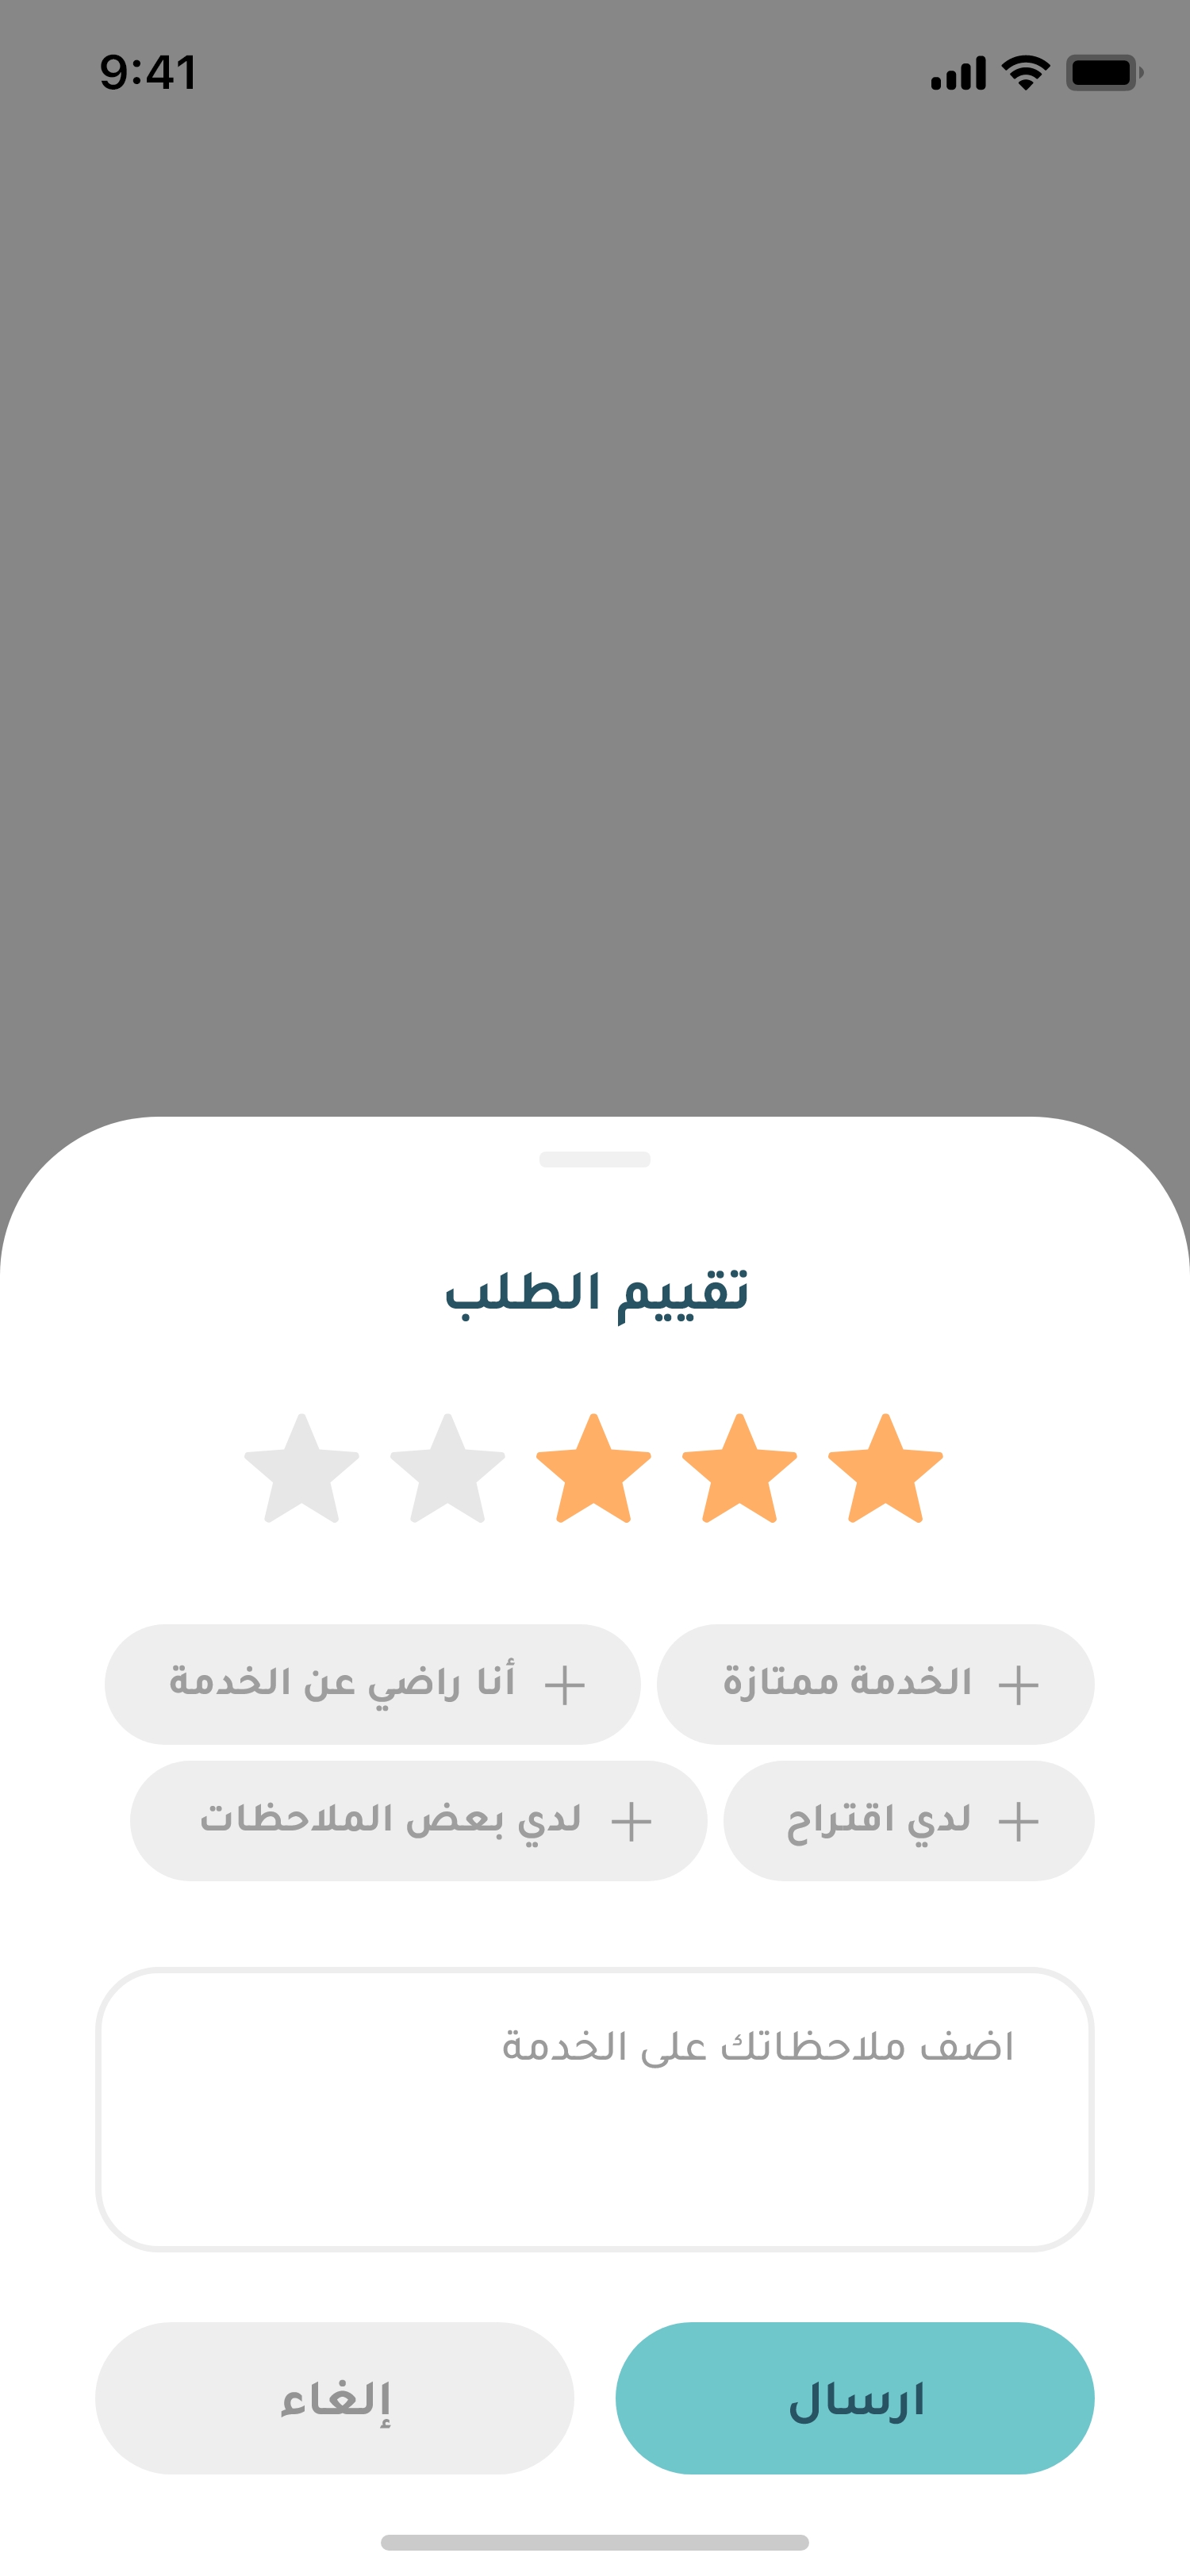 9:41
تقييم الطلب
الخدمة ممتازة
أنا راضي عن الخدمة
لدي اقتراح
لدي بعض الملاحظات
اضف ملاحظاتك على الخدمة
ارسال
إلغاء